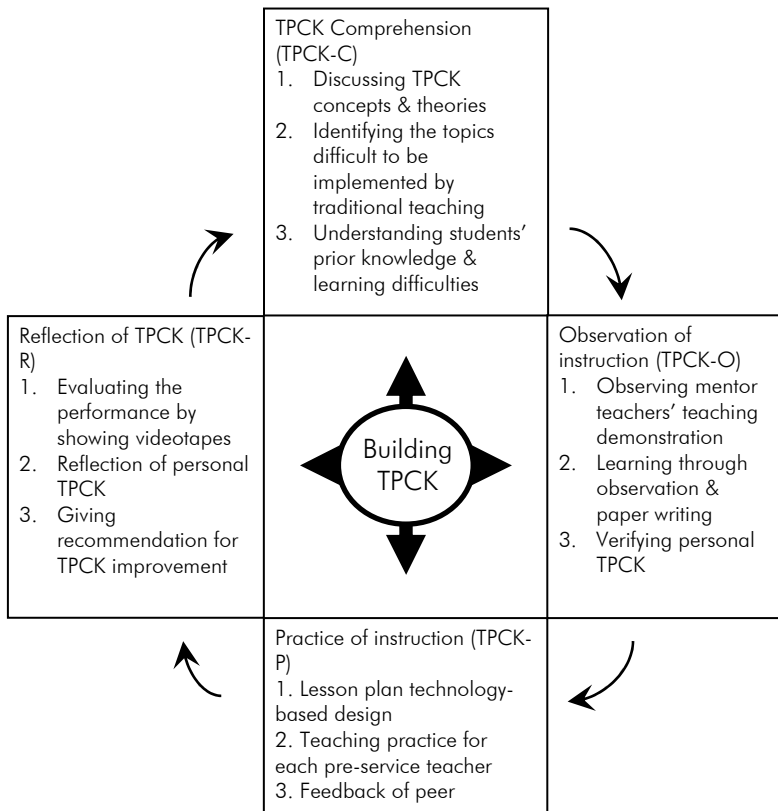 TPCK Comprehension
(TPCK-C)
1. Discussing TPCK
concepts & theories
2. Identifying the topics
difficult to be
implemented by
traditional teaching
3. Understanding students’
prior knowledge &
learning difficulties
Reflection of TPCK (TPCK-
R)
1. Evaluating the
performance by
showing videotapes
2. Reflection of personal
TPCK
3. Giving
recommendation for
TPCK improvement
Building
TPCK
Observation of
instruction (TPCK-O)
1. Observing mentor
teachers’ teaching
demonstration
2. Learning through
observation &
paper writing
3. Verifying personal
TPCK
Practice of instruction (TPCK-
P)
1. Lesson plan technology-
based design
2. Teaching practice for
each pre-service teacher
3. Feedback of peer